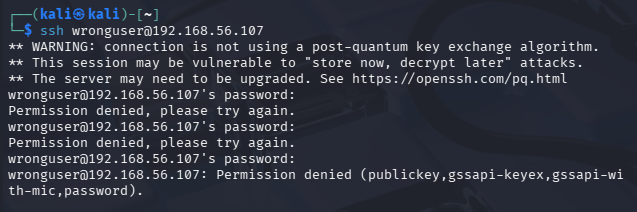 ┌──(kali㉿kali)-[~]
└─$ ssh wronguser@192.168.56.107
** WARNING: connection is not using a post-quantum key exchange algorithm.
** This session may be vulnerable to "store now, decrypt later" attacks.
** The server may need to be upgraded. See https://openssh.com/pq.html
wronguser@192.168.56.107's password:
Permission denied, please try again.
wronguser@192.168.56.107's password:
Permission denied, please try again.
wronguser@192.168.56.107's password:
wronguser@192.168.56.107: Permission denied (publickey,gssapi-keyex,gssapi-wi
th-mic,password).